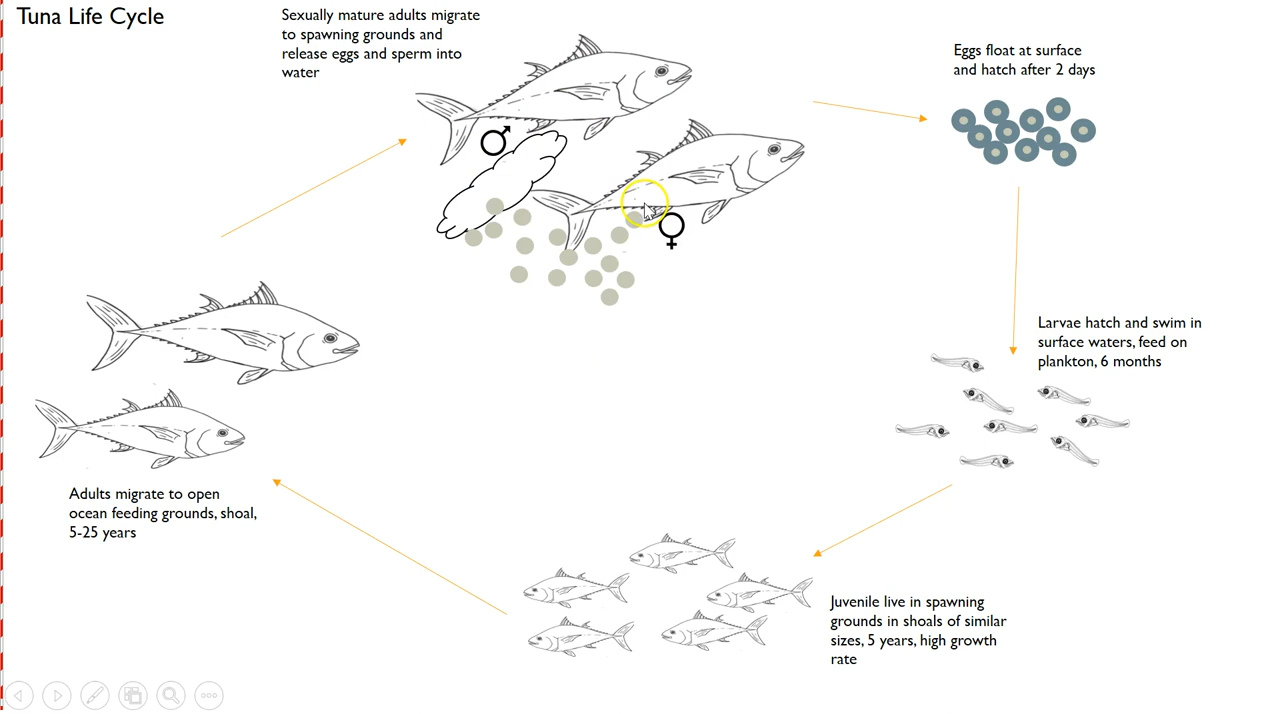 Tuna Life Cycle
Sexually mature adults migrate
to spawning grounds and
release eggs and sperm into
water
Eggs float at surface
and hatch after 2 days
Larvae hatch and swim in
surface waters, feed on
plankton, 6 months
Juvenile live in spawning
grounds in shoals of similar
sizes, 5 years, high growth
rate
Adults migrate to open
ocean feeding grounds, shoal,
5-25 years